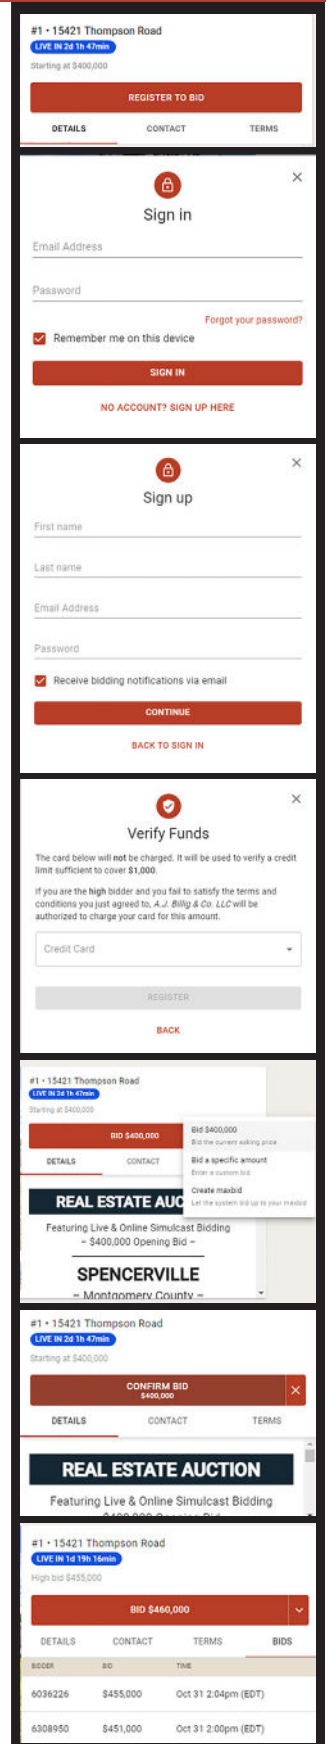 #1 • 15421 Thompson Road
LIVE IN 2d 1h 47min
Starting at $400,000
REGISTER TO BID
DETAILS CONTACT TERMS
Sign in
Email Address
Password
Forgot your password?
Remember me on this device
SIGN IN
NO ACCOUNT? SIGN UP HERE
Sign up
First name
Last name
Email Address
Password
Receive bidding notifications via email
CONTINUE
BACK TO SIGN IN
Verify Funds
The card below will not be charged. It will be used to verify a credit
limit sufficient to cover $1,000.
If you are the high bidder and you fail to satisfy the terms and
conditions you just agreed to, A.J. Billig & Co. LLC will be
authorized to charge your card for this amount.
Credit Card
REGISTER
BACK
#1 • 15421 Thompson Road
LIVE IN 2d 1h 47min
Starting at $400,000
BID $400,000
DETAILS CONTACT
Bid $400,000
Bid the current asking price
Bid a specific amount
Enter a custom bid
Create maxbid
Let the system bid up to your maxbid
REAL ESTATE AUC
Featuring Live & Online Simulcast Bidding
~ $400,000 Opening Bid ~
SPENCERVILLE
~ Montgomery County ~
#1 • 15421 Thompson Road
LIVE IN 2d 1h 47min
Starting at $400,000
CONFIRM BID
$400,000
DETAILS CONTACT TERMS
REAL ESTATE AUCTION
Featuring Live & Online Simulcast Bidding
$400,000 Opening Bid
#1 • 15421 Thompson Road
LIVE IN 1d 19h 16min
High bid $455,000
BID $460,000
DETAILS CONTACT TERMS BIDS
BIDDER BID TIME
6036226 $455,000 Oct 31 2:04pm (EDT)
6308950 $451,000 Oct 31 2:00pm (EDT)